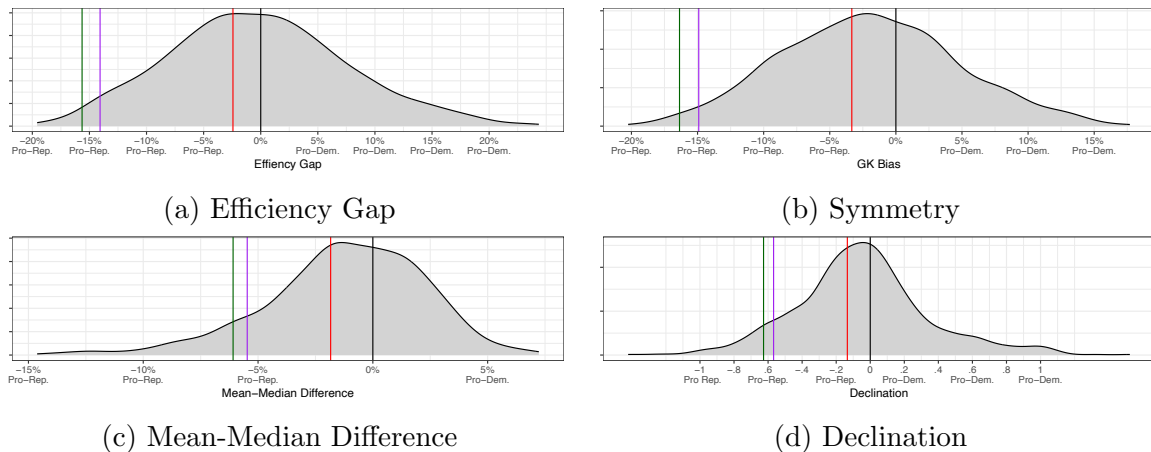 −20% −15% −10% −5% 0% 5% 10% 15% 20%
Pro−Rep. Pro−Rep. Pro−Rep. Pro−Rep. Pro−Dem. Pro−Dem. Pro−Dem. Pro−Dem.
Effiency Gap
(a) Efficiency Gap
−20% −15% −10% −5% 0% 5% 10% 15%
Pro−Rep. Pro−Rep. Pro−Rep. Pro−Rep. Pro−Dem. Pro−Dem. Pro−Dem.
GK Bias
(b) Symmetry
−15% −10% −5% 0% 5%
Pro−Rep. Pro−Rep. Pro−Rep. Pro−Dem.
Mean−Median Difference
(c) Mean-Median Difference
−1 −.8 −.6 −.4 −.2 0 .2 .4 .6 .8 1
Pro Rep. Pro−Rep. Pro−Rep. Pro−Dem. Pro−Dem. Pro−Dem.
Declination
(d) Declination